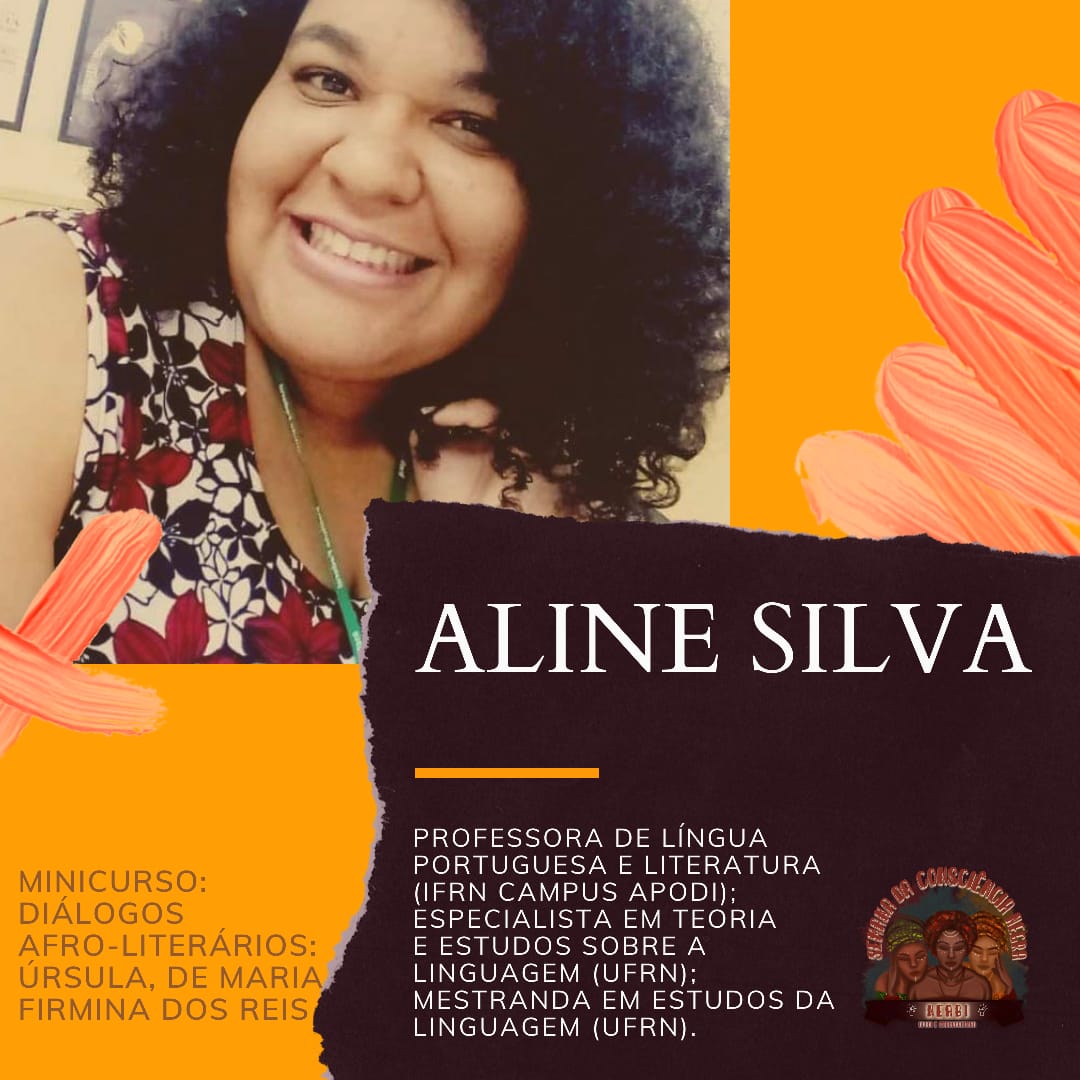 ALINE SILVA
PROFESSORA DE LÍNGUA
PORTUGUESA E LITERATURA
(IFRN CAMPUS APODI);
ESPECIALISTA EM TEORIA
E ESTUDOS SOBRE A
LINGUAGEM (UFRN);
MESTRANDA EM ESTUDOS DA
LINGUAGEM (UFRN).
MINICURSO:
DIÁLOGOS
AFRO-LITERÁRIOS:
ÚRSULA, DE MARIA
FIRMINA DOS REIS
SEMANA DA CONSCIÊNCIA NEGRA